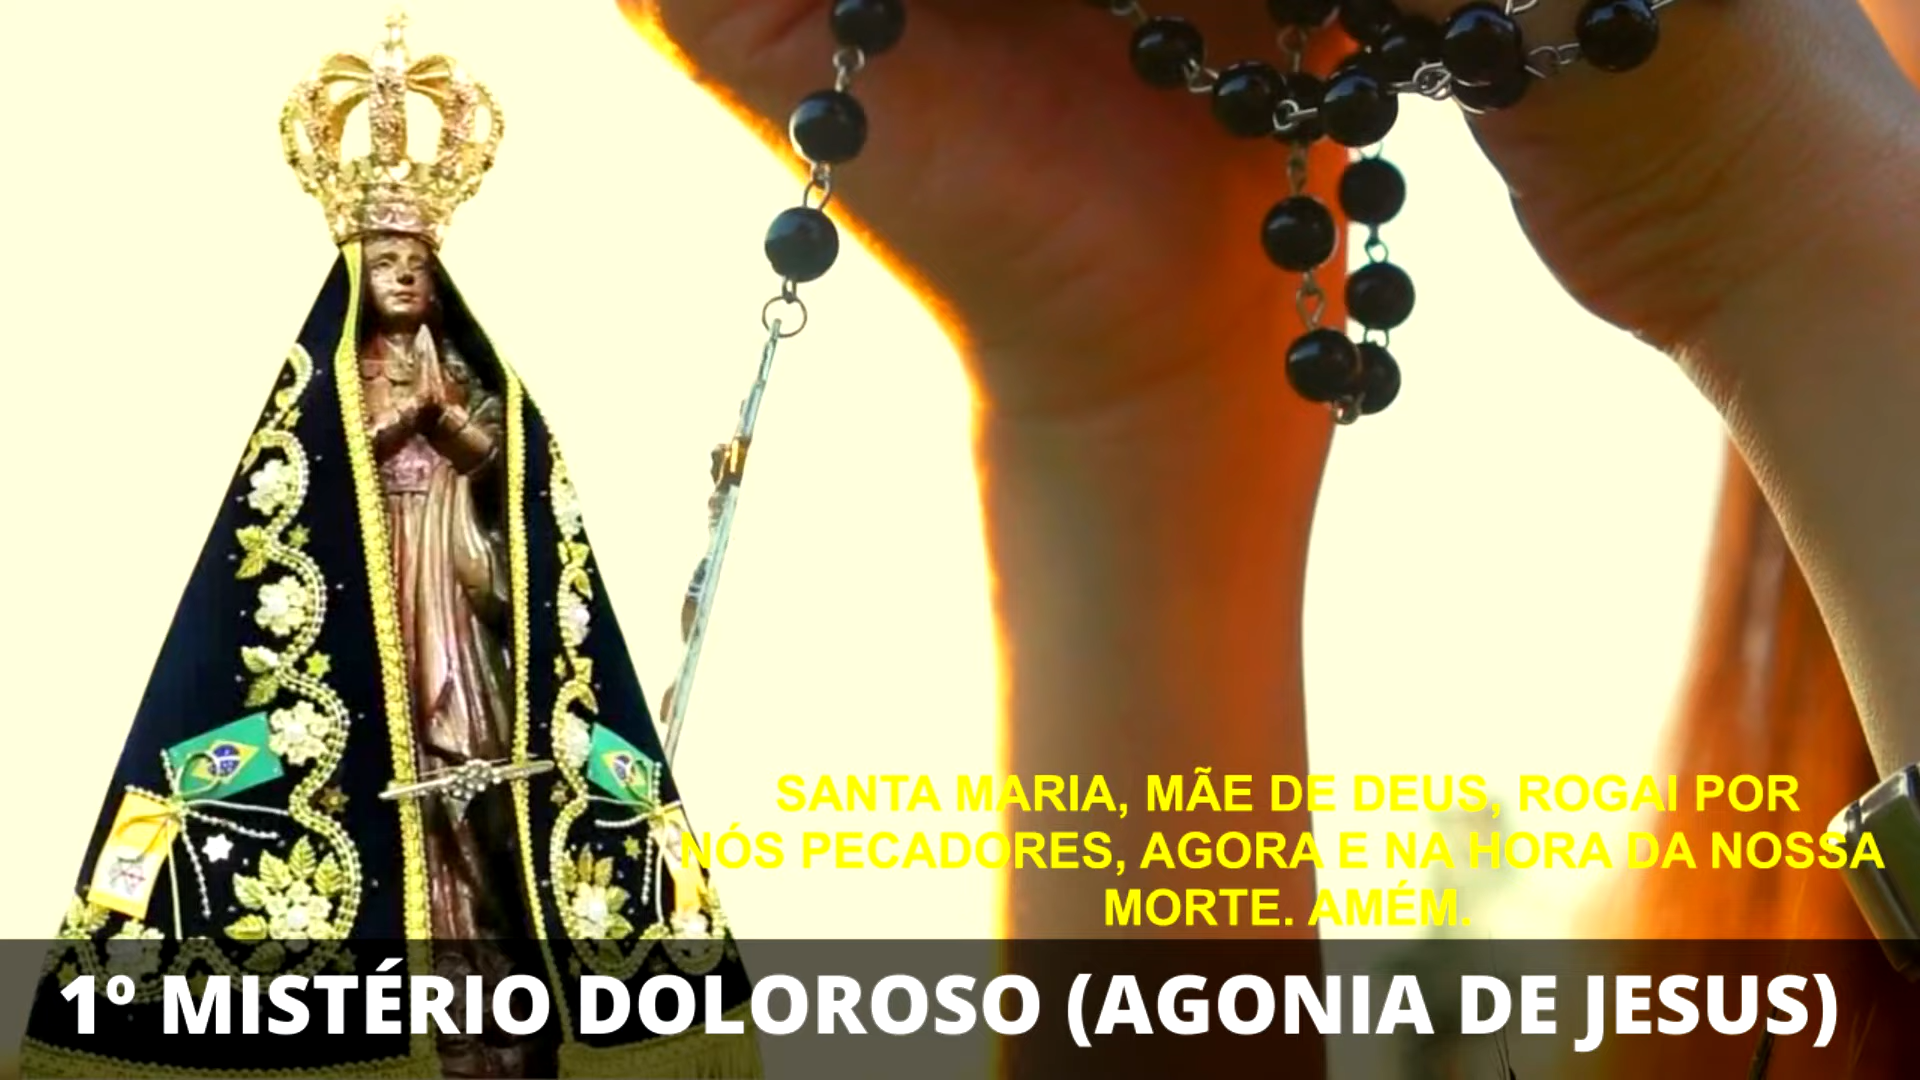 SANTA MARIA, MÃE DE DEUS, ROGAI POR
NÓS PECADORES, AGORA E NA HORA DA NOSSA
MORTE. AMÉM.
1º MISTÉRIO DOLOROSO (AGONIA DE JESUS)